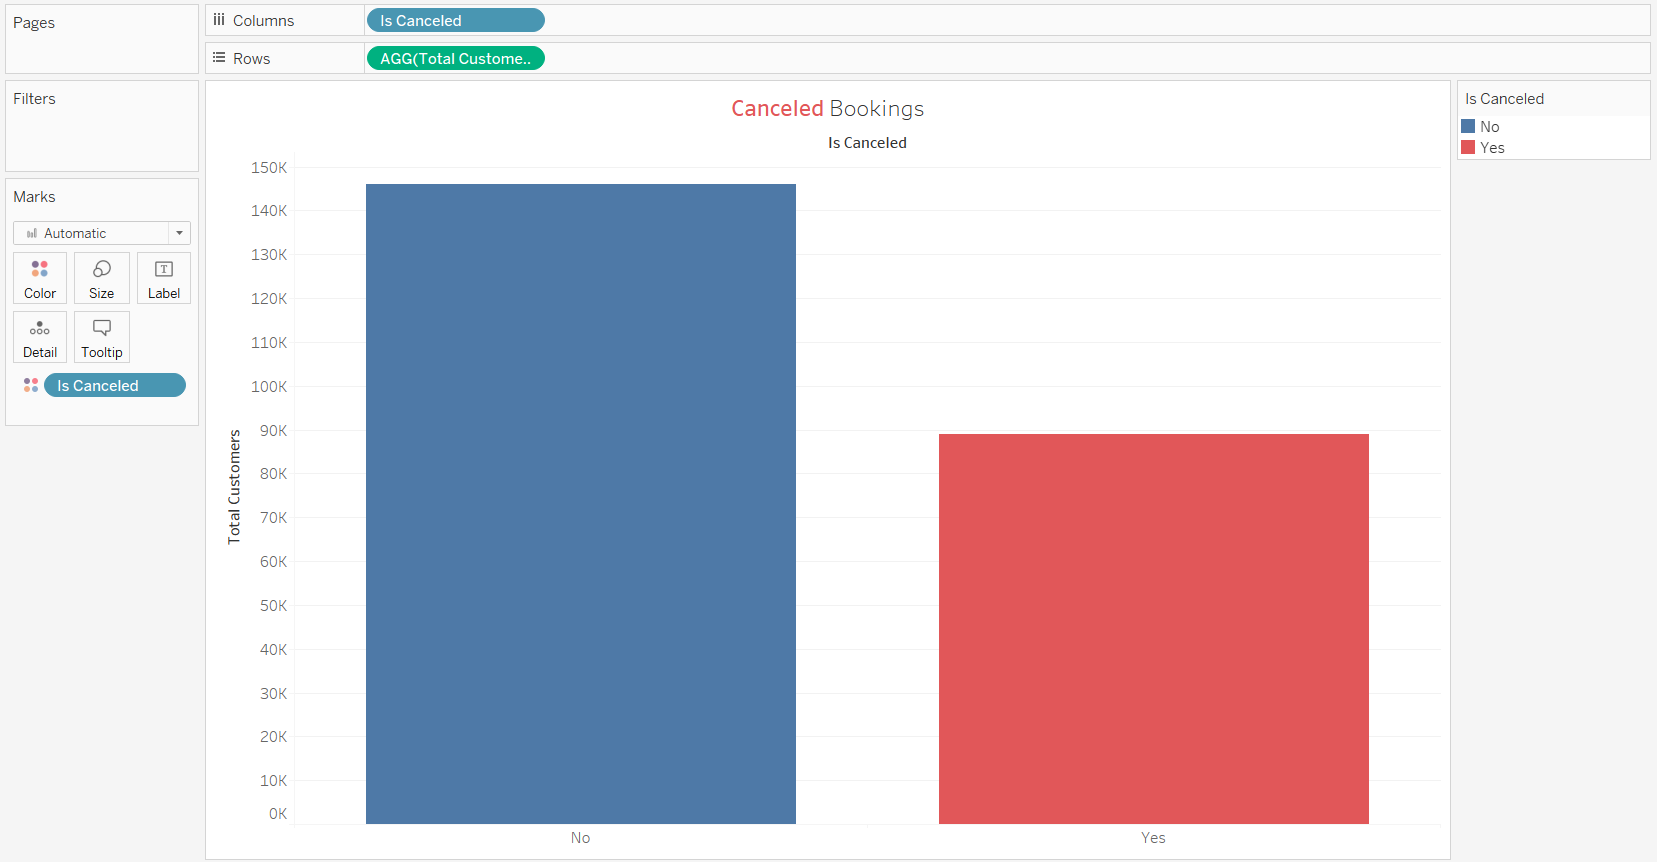 Pages
Columns
Is Canceled
Rows
AGG(Total Custome..
Filters
Marks
Automatic
Color
Size
Label
Detail
Tooltip
Is Canceled
Canceled Bookings
Is Canceled
150K
140K
130K
120K
110K
100K
90K
80K
70K
60K
50K
40K
30K
20K
10K
0K
Total Customers
No
Yes
Is Canceled
No
Yes